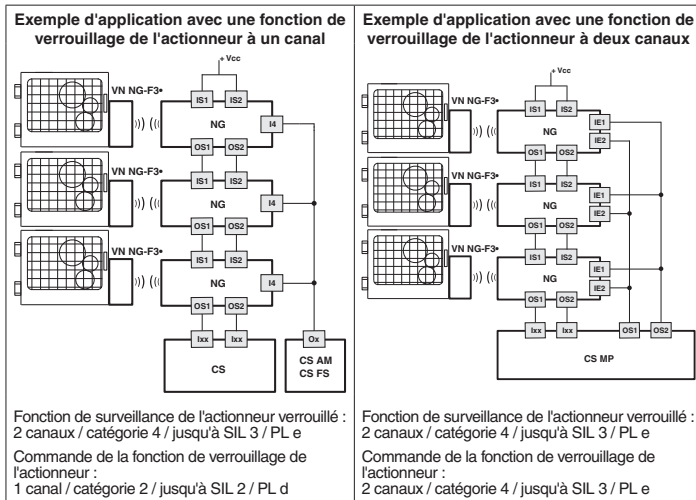 Exemple d'application avec une fonction de
verrouillage de l'actionneur à un canal
+ Vcc
VN NG-F3•
IS1
IS2
NG
I4
OS1
OS2
VN NG-F3•
IS1
IS2
NG
I4
OS1
OS2
VN NG-F3•
IS1
IS2
NG
I4
OS1
OS2
Ixx
Ixx
Ox
CS
CS AM
CS FS
Fonction de surveillance de l'actionneur verrouillé :
2 canaux / catégorie 4 / jusqu'à SIL 3 / PL e
Commande de la fonction de verrouillage de
l'actionneur :
1 canal / catégorie 2 / jusqu'à SIL 2 / PL d
Exemple d'application avec une fonction de
verrouillage de l'actionneur à deux canaux
+ Vcc
VN NG-F3•
IS1
IS2
IE1
NG
IE2
OS1
OS2
VN NG-F3•
IS1
IS2
IE1
NG
IE2
OS1
OS2
VN NG-F3•
IS1
IS2
IE1
NG
IE2
OS1
OS2
Ixx
Ixx
OS1
OS2
CS MP
Fonction de surveillance de l'actionneur verrouillé :
2 canaux / catégorie 4 / jusqu'à SIL 3 / PL e
Commande de la fonction de verrouillage de
l'actionneur :
2 canaux / catégorie 4 / jusqu'à SIL 3 / PL e